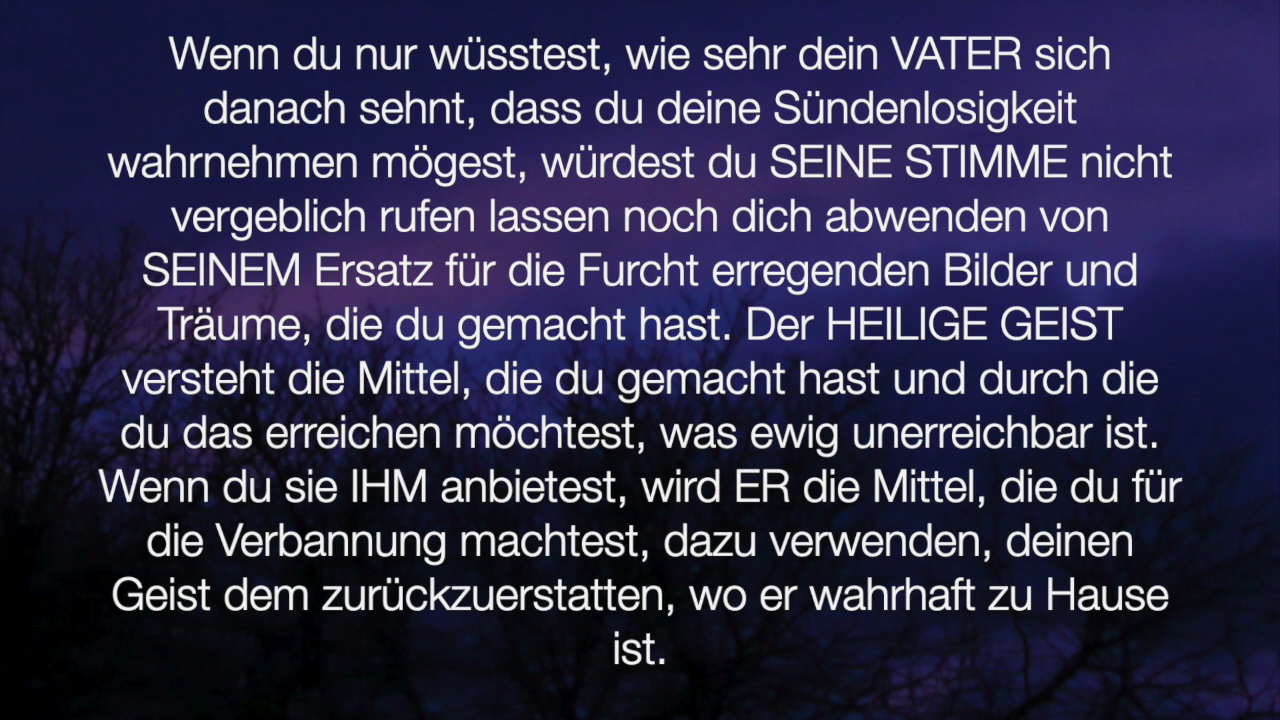 Wenn du nur wüsstest, wie sehr dein VATER sich
danach sehnt, dass du deine Sündenlosigkeit
wahrnehmen mögest, würdest du SEINE STIMME nicht
vergeblich rufen lassen noch dich abwenden von
SEINEM Ersatz für die Furcht erregenden Bilder und
Träume, die du gemacht hast. Der HEILIGE GEIST
versteht die Mittel, die du gemacht hast und durch die
du das erreichen möchtest, was ewig unerreichbar ist.
Wenn du sie IHM anbietest, wird ER die Mittel, die du für
die Verbannung machtest, dazu verwenden, deinen
Geist dem zurückzuerstatten, wo er wahrhaft zu Hause
ist.